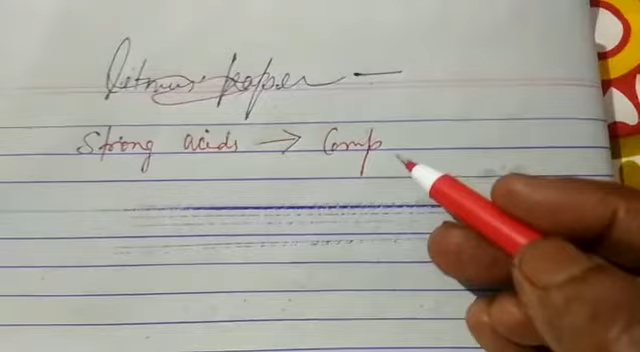 litmus paper —
Strong acids → Comp